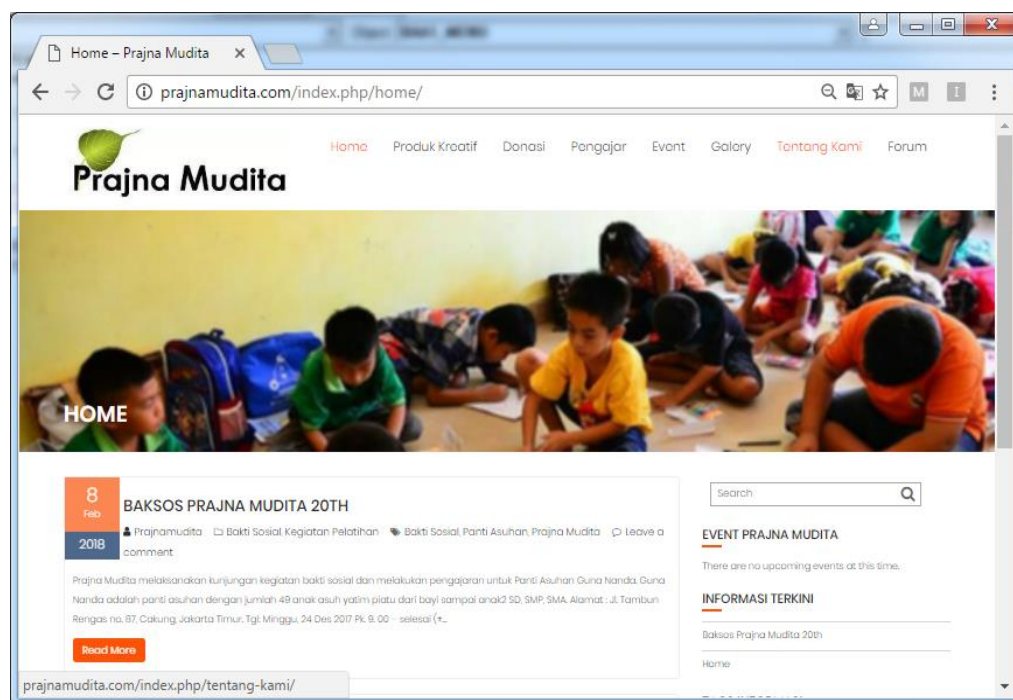 Home – Prajna Mudita
prajnamudita.com/index.php/home/
M I
Prajna Mudita
Home Produk Kreatif Donasi Pengajar Event Galery Tentang Kami Forum
HOME
8
Feb
2018
BAKSOS PRAJNA MUDITA 20TH
Prajnamudita Bakti Sosial, Kegiatan Pelatihan Bakti Sosial, Panti Asuhan, Prajna Mudita Leave a
comment
Prajna Mudita melaksanakan kunjungan kegiatan bakti sosial dan melakukan pengajaran untuk Panti Asuhan Guna Nanda. Guna
Nanda adalah panti asuhan dengan jumlah 49 anak asuh yatim piatu dari bayi sampai anak2 SD, SMP, SMA. Alamat : Jl. Tambun
Rengas no. 87, Cakung, Jakarta Timur. Tgl: Minggu, 24 Des 2017 Pk. 9. 00 – selesai (+...
Read More
Search
EVENT PRAJNA MUDITA
There are no upcoming events at this time.
INFORMASI TERKINI
Baksos Prajna Mudita 20th
Home
prajnamudita.com/index.php/tentang-kami/